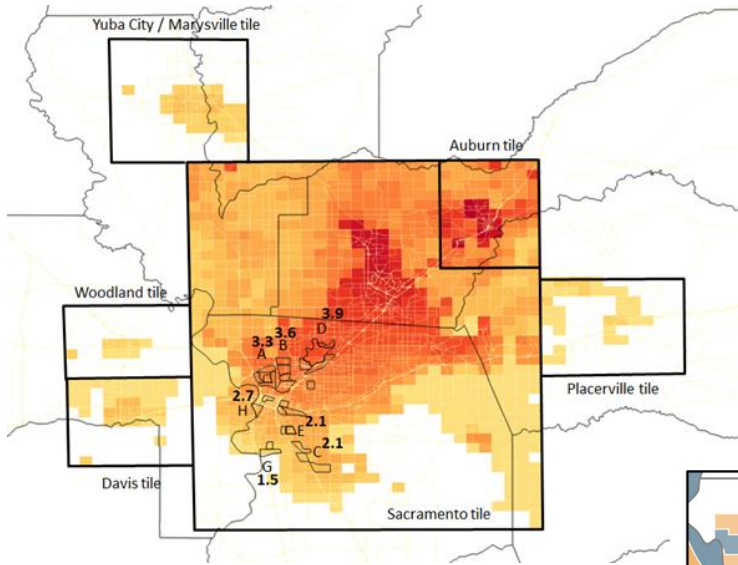 Yuba City / Marysville tile
Auburn tile
Woodland tile
3.9
3.6
D
3.3
B
A
2.7
H
Placerville tile
2.1
E
2.1
C
G
1.5
Davis tile
Sacramento tile